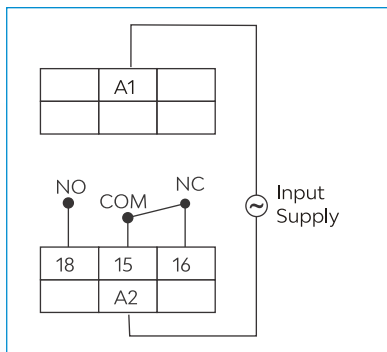 A1
NO
COM
NC
Input
Supply
18 15 16
A2